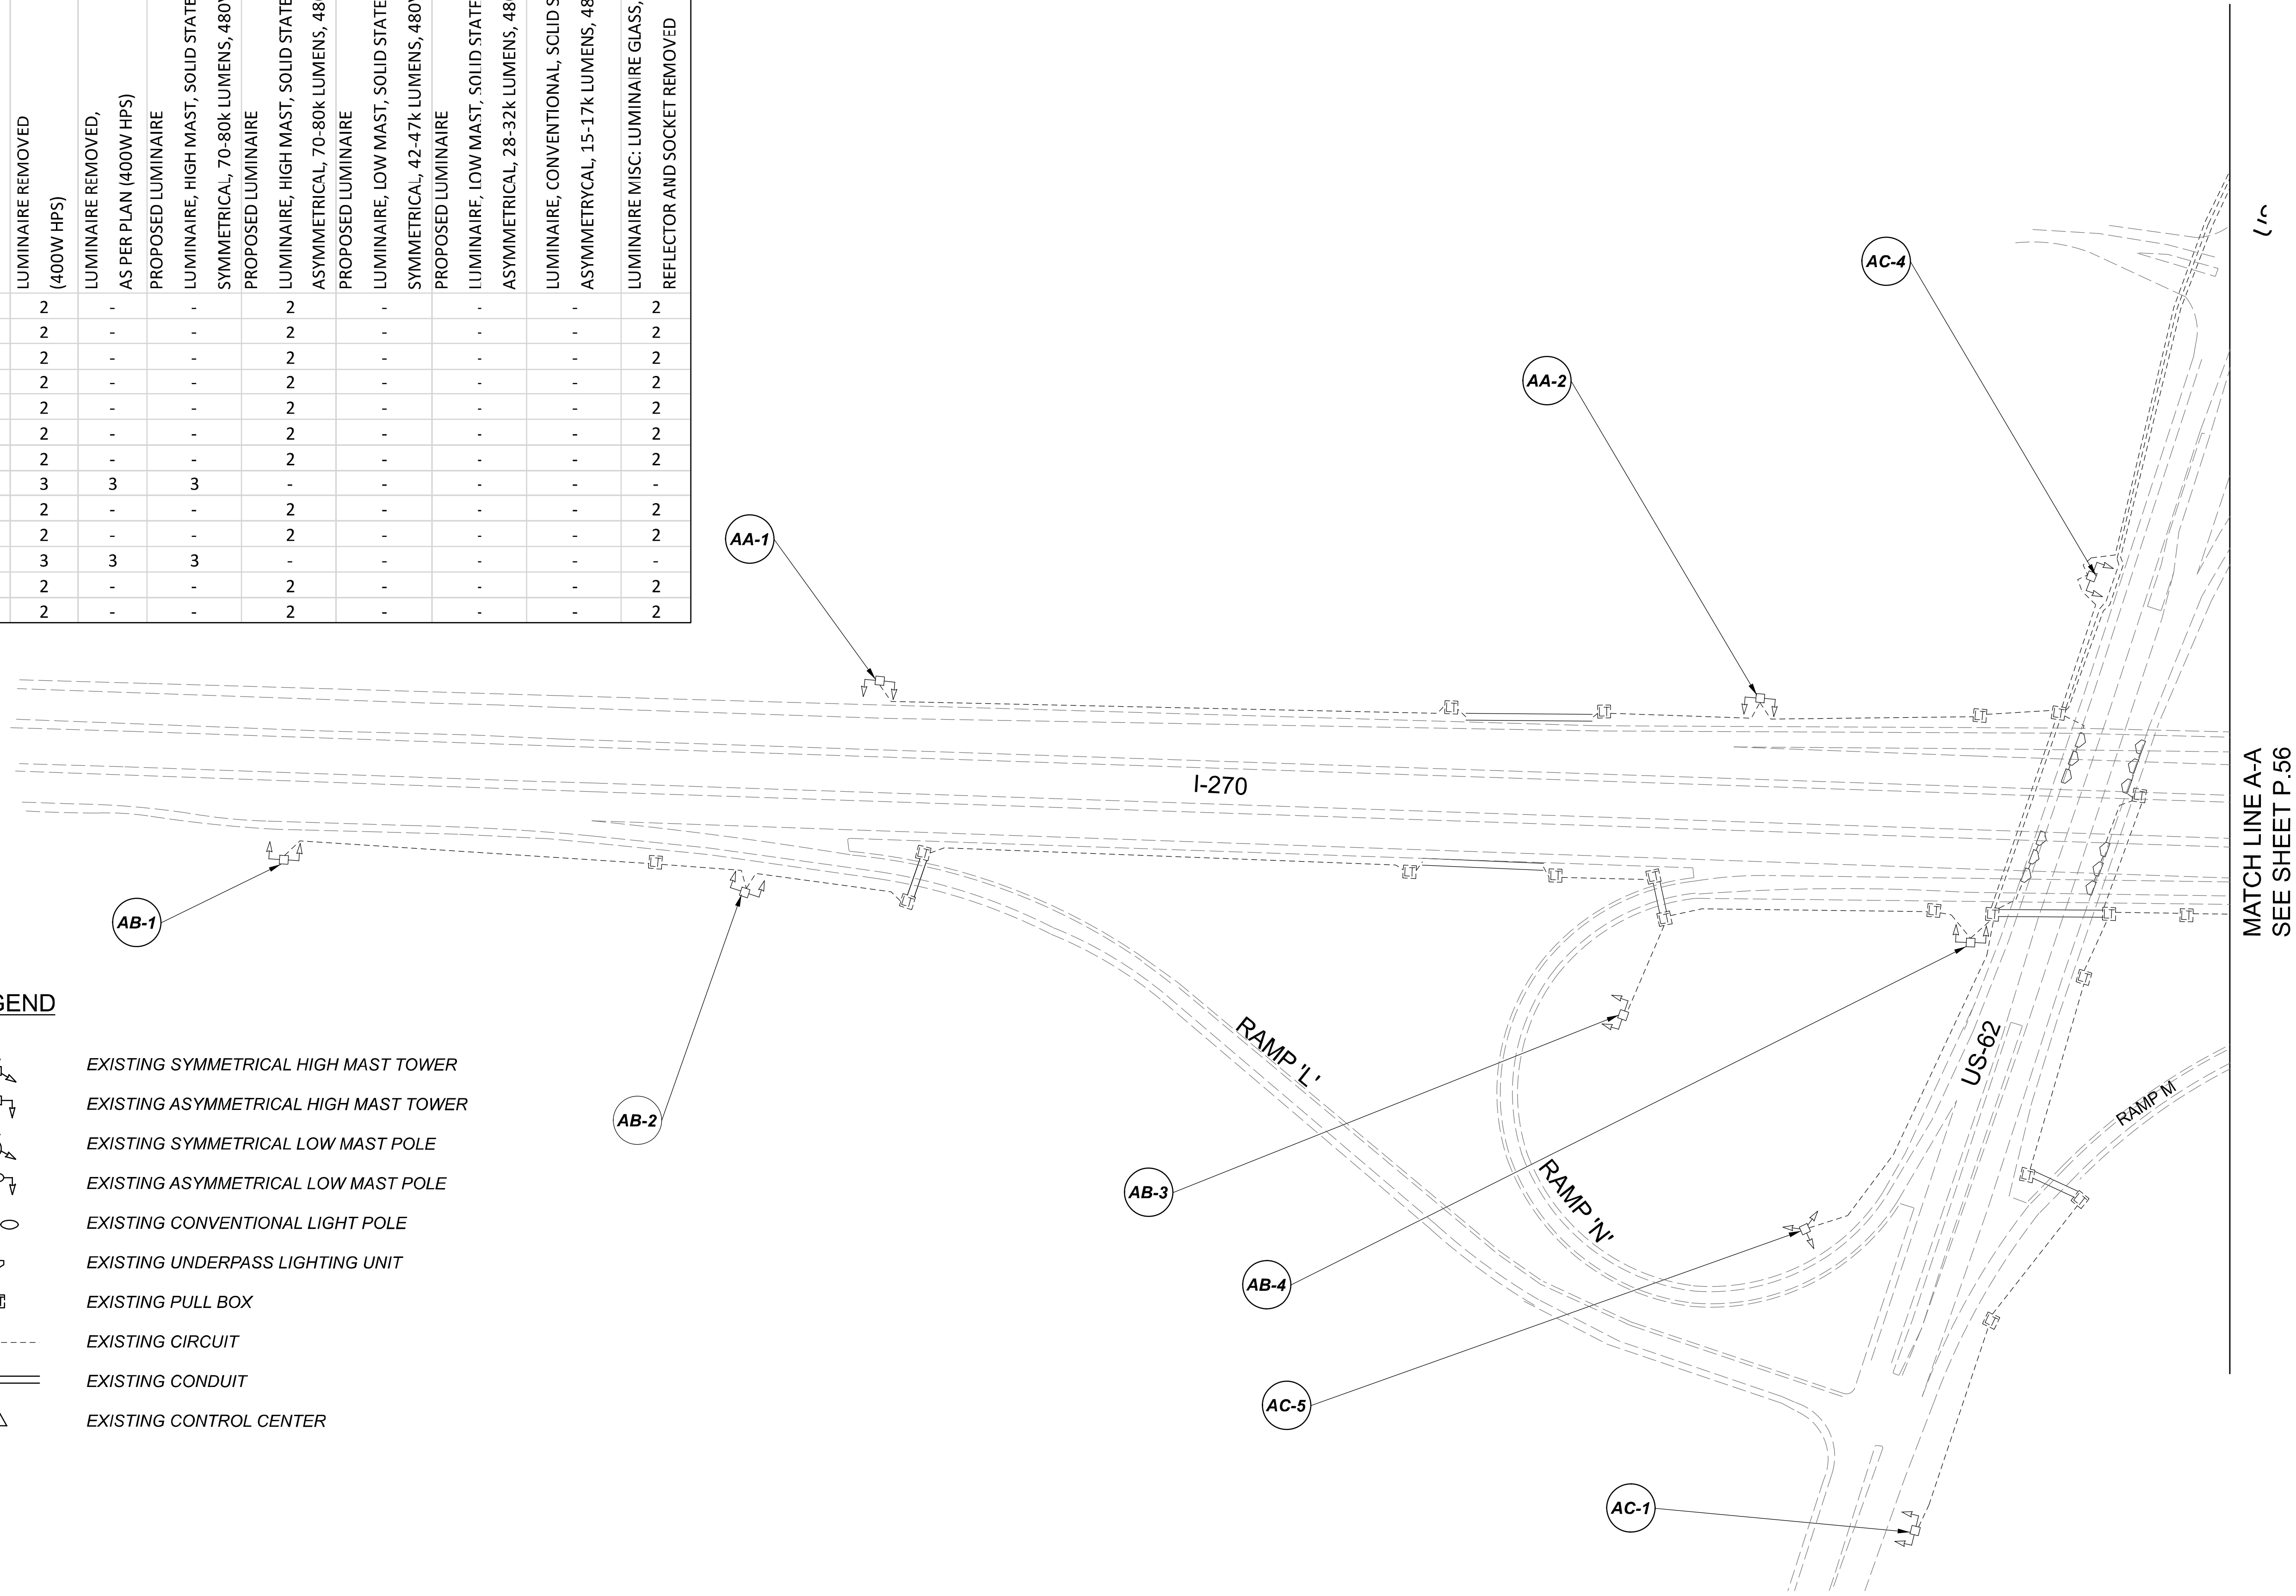 LUMINAIRE REMOVED
(400W HPS)
LUMINAIRE REMOVED,
AS PER PLAN (400W HPS)
PROPOSED LUMINAIRE
LUMINAIRE, HIGH MAST, SOLID STATE
SYMMETRICAL, 70-80k LUMENS, 480V
PROPOSED LUMINAIRE
LUMINAIRE, HIGH MAST, SOLID STATE
ASYMMETRICAL, 70-80k LUMENS, 480
PROPOSED LUMINAIRE
LUMINAIRE, LOW MAST, SOLID STATE
SYMMETRICAL, 42-47k LUMENS, 480V
PROPOSED LUMINAIRE
LUMINAIRE, LOW MAST, SOLID STATE
ASYMMETRICAL, 28-32k LUMENS, 480
LUMINAIRE, CONVENTIONAL, SOLID S
ASYMMETRYCAL, 15-17k LUMENS, 48
LUMINAIRE MISC: LUMINAIRE GLASS,
REFLECTOR AND SOCKET REMOVED
2 - - 2 - - - 2
2 - - 2 - - - 2
2 - - 2 - - - 2
2 - - 2 - - - 2
2 - - 2 - - - 2
2 - - 2 - - - 2
2 - - 2 - - - 2
3 3 3 - - - - -
2 - - 2 - - - 2
2 - - 2 - - - 2
3 3 3 - - - - -
2 - - 2 - - - 2
2 - - 2 - - - 2
AC-4
AA-2
AA-1
I-270
MATCH LINE A-A
SEE SHEET P.56
AB-1
AB-2
RAMP 'L'
US-62
RAMP M
AB-3
RAMP 'N'
AB-4
AC-5
AC-1
GEND
EXISTING SYMMETRICAL HIGH MAST TOWER
EXISTING ASYMMETRICAL HIGH MAST TOWER
EXISTING SYMMETRICAL LOW MAST POLE
EXISTING ASYMMETRICAL LOW MAST POLE
EXISTING CONVENTIONAL LIGHT POLE
EXISTING UNDERPASS LIGHTING UNIT
EXISTING PULL BOX
EXISTING CIRCUIT
EXISTING CONDUIT
EXISTING CONTROL CENTER